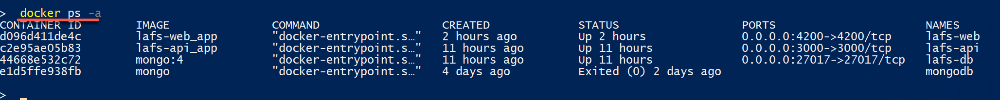 > docker ps -a
CONTAINER ID IMAGE COMMAND CREATED STATUS PORTS NAMES
d096d411de4c lafs-web_app "docker-entrypoint.s…" 2 hours ago Up 2 hours 0.0.0.0:4200->4200/tcp lafs-web
c2e95ae05b83 lafs-api_app "docker-entrypoint.s…" 11 hours ago Up 11 hours 0.0.0.0:3000->3000/tcp lafs-api
44668e532c72 mongo:4 "docker-entrypoint.s…" 11 hours ago Up 11 hours 0.0.0.0:27017->27017/tcp lafs-db
e1d5ffe938fb mongo "docker-entrypoint.s…" 4 days ago Exited (0) 2 days ago mongodb
>